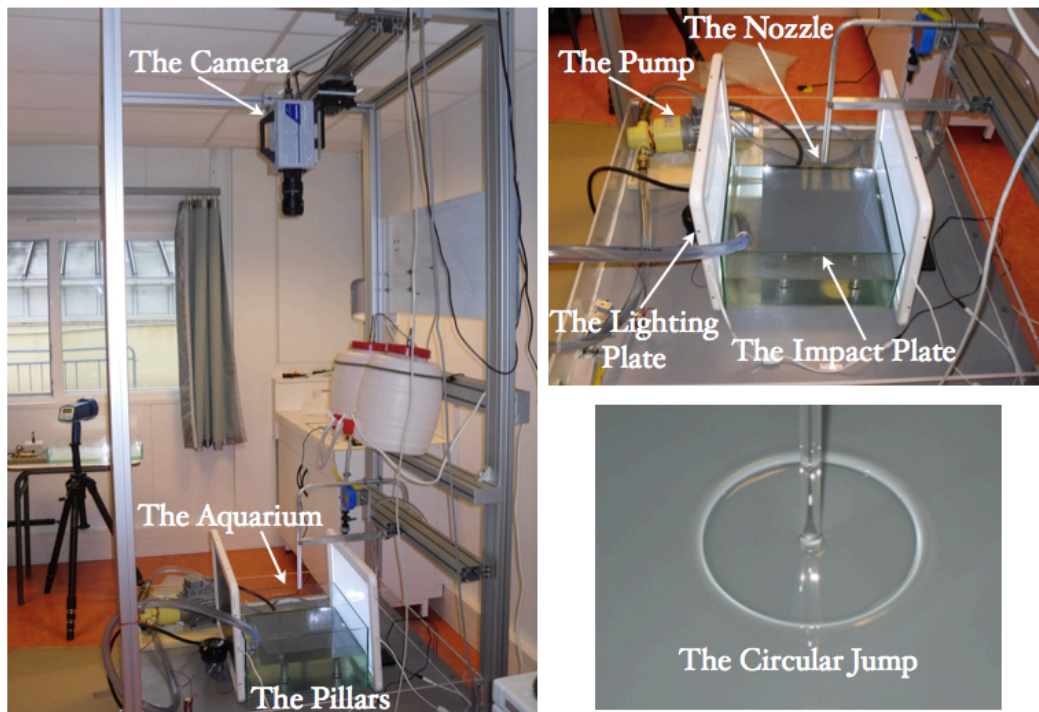 The Camera
The Aquarium
The Pillars
The Nozzle
The Pump
The Lighting
Plate
The Impact Plate
The Circular Jump